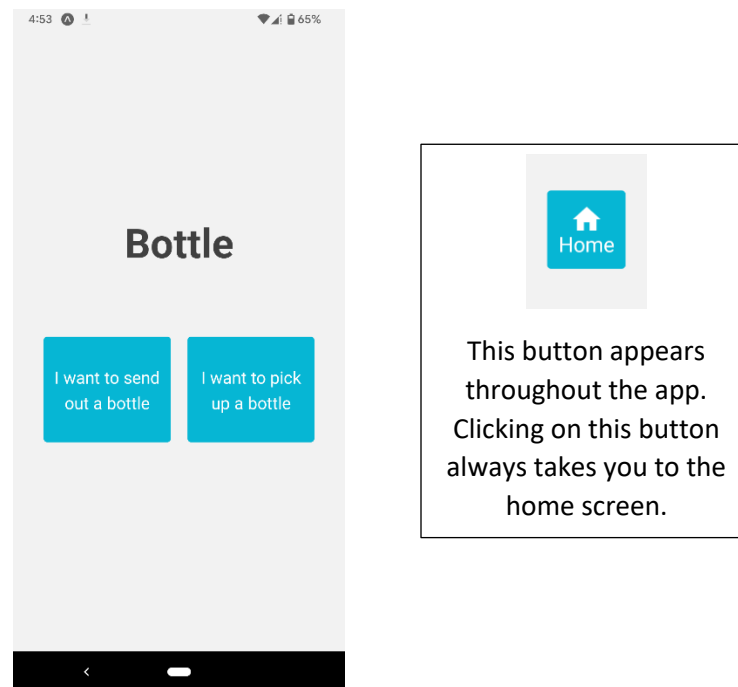 4:53 65%
Bottle
I want to send
out a bottle
I want to pick
up a bottle
Home
This button appears
throughout the app.
Clicking on this button
always takes you to the
home screen.